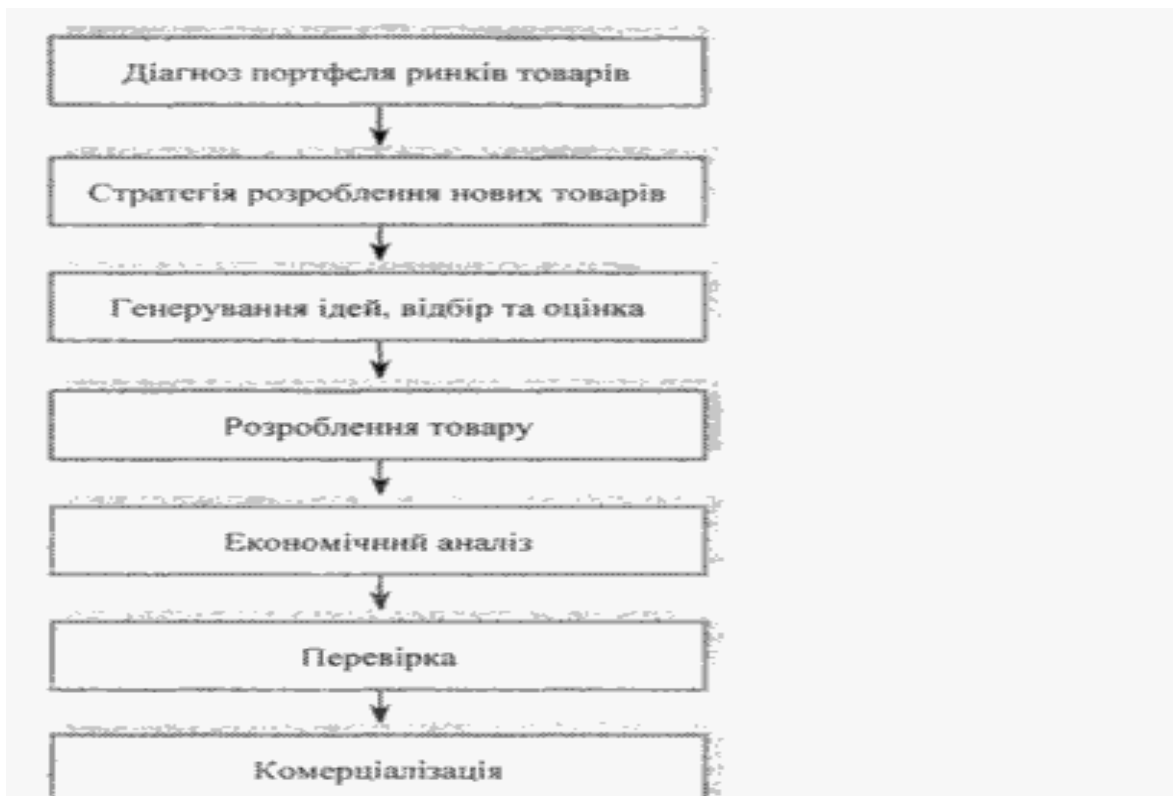 Діагноз портфеля ринків товарів
Стратегія розроблення нових товарів
Генерування ідей, відбір та оцінка
Розроблення товару
Економічний аналіз
Перевірка
Комерціалізація